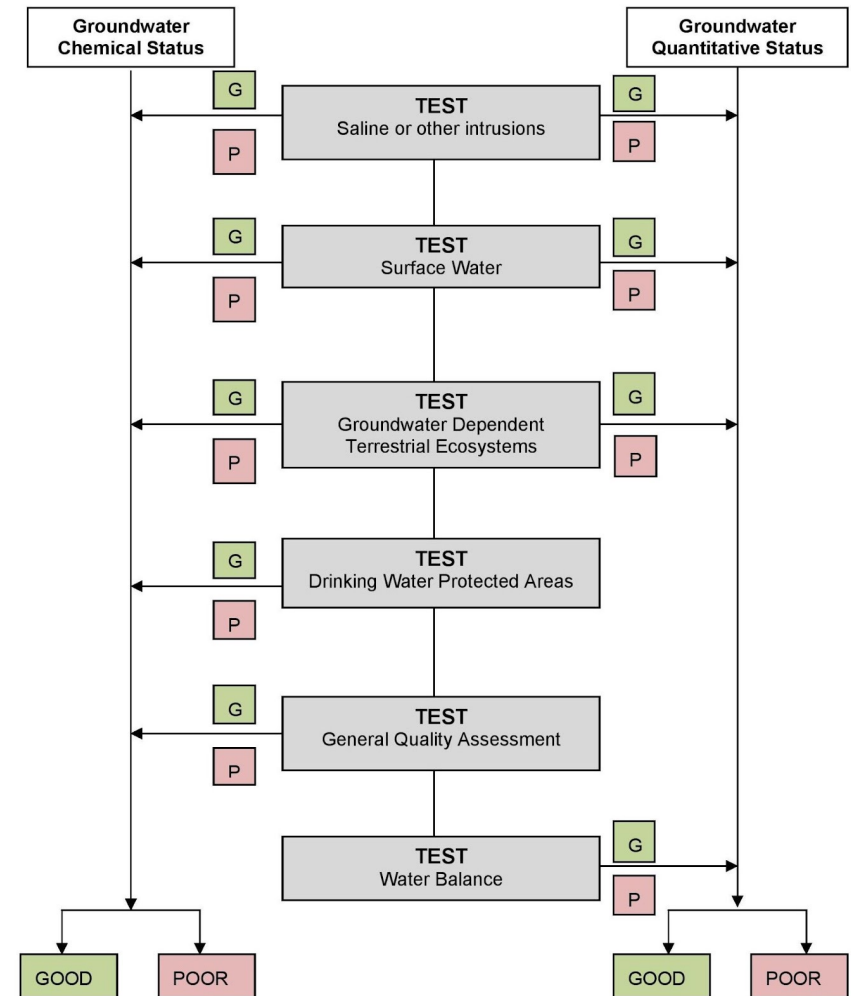 Groundwater
Chemical Status
Groundwater
Quantitative Status
G
P
TEST
Saline or other intrusions
G
P
G
P
TEST
Surface Water
G
P
G
P
TEST
Groundwater Dependent
Terrestrial Ecosystems
G
P
G
P
TEST
Drinking Water Protected Areas
G
P
TEST
General Quality Assessment
TEST
Water Balance
G
P
GOOD
POOR
GOOD
POOR